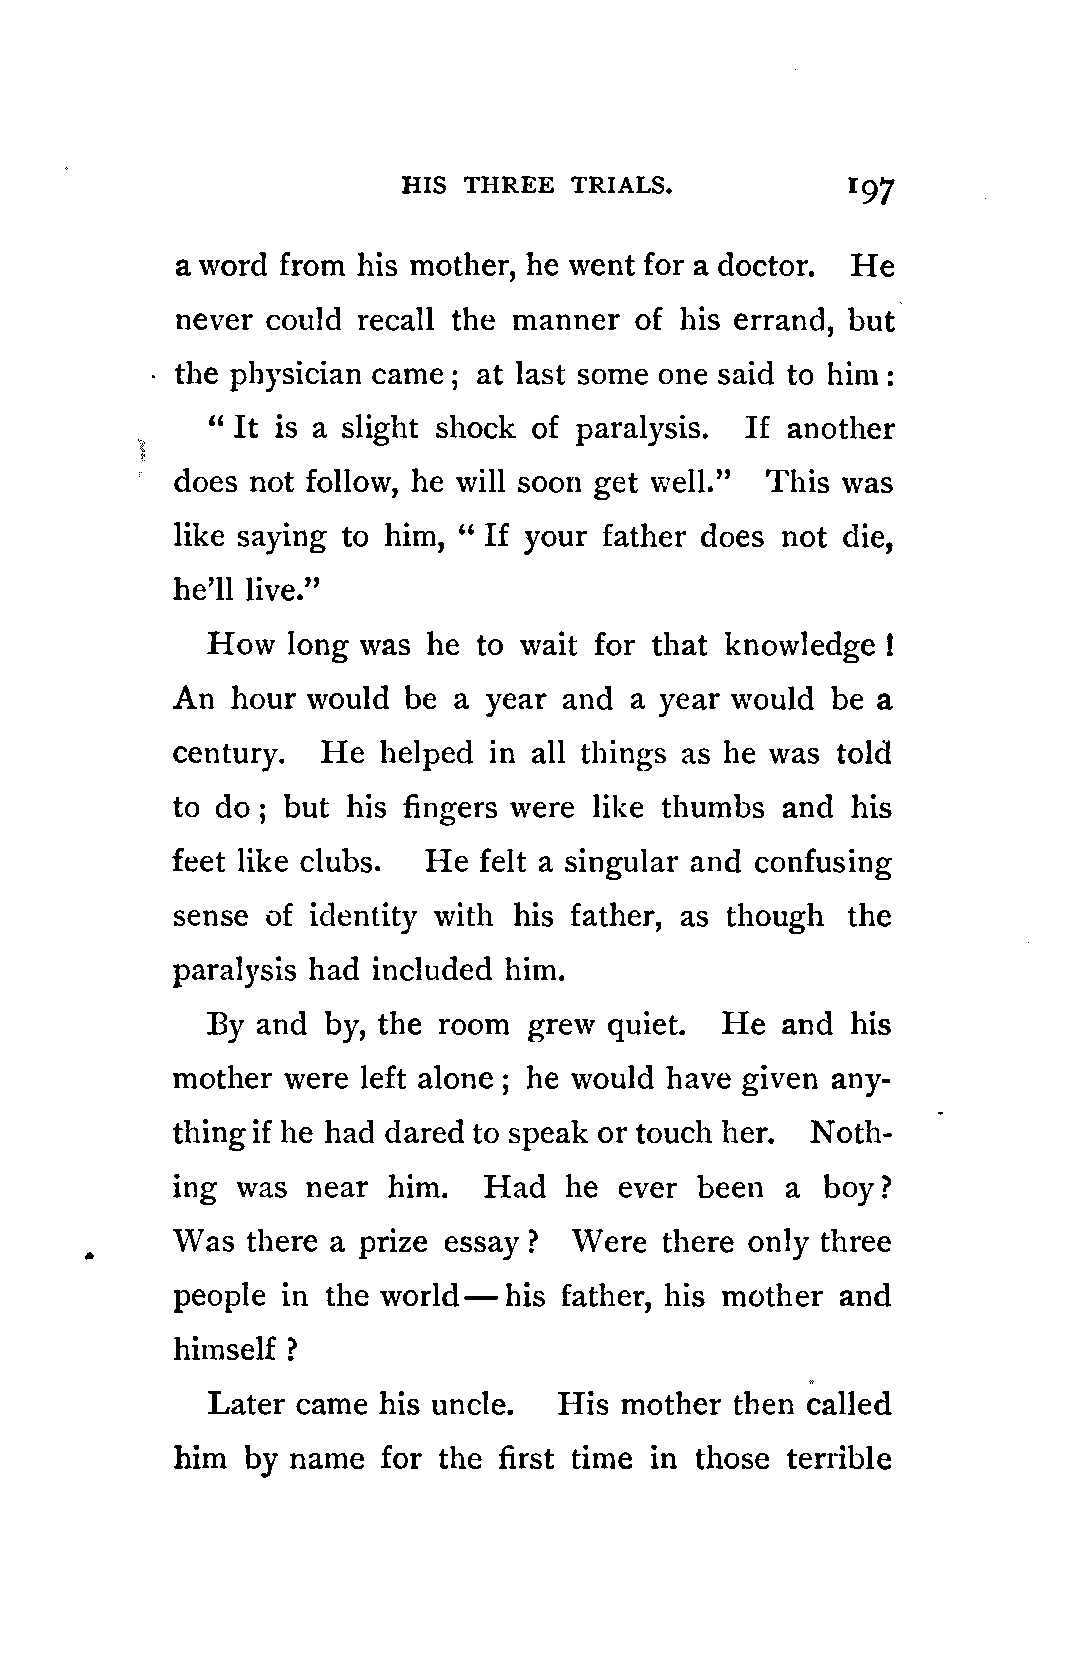 HIS THREE TRIALS. 197
a word from his mother, he went for a doctor. He
never could recall the manner of his errand, but
the physician came; at last some one said to him:
“It is a slight shock of paralysis. If another
does not follow, he will soon get well.” This was
like saying to him, “If your father does not die,
he'll live.”
How long was he to wait for that knowledge!
An hour would be a year and a year would be a
century. He helped in all things as he was told
to do; but his fingers were like thumbs and his
feet like clubs. He felt a singular and confusing
sense of identity with his father, as though the
paralysis had included him.
By and by, the room grew quiet. He and his
mother were left alone; he would have given any-
thing if he had dared to speak or touch her. Noth-
ing was near him. Had he ever been a boy?
Was there a prize essay? Were there only three
people in the world—his father, his mother and
himself?
Later came his uncle. His mother then called
him by name for the first time in those terrible